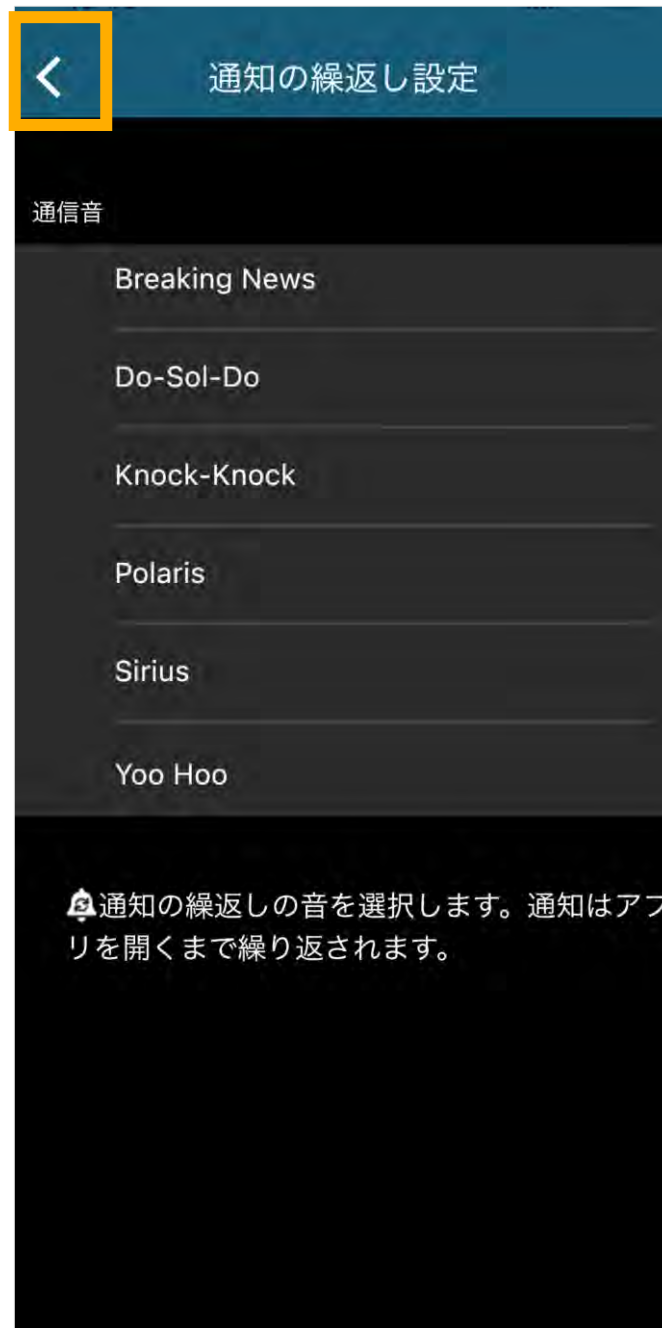 通知の繰返し設定
通信音
Breaking News
Do-Sol-Do
Knock-Knock
Polaris
Sirius
Yoo Hoo
通知の繰返しの音を選択します。通知はアプ
リを開くまで繰り返されます。